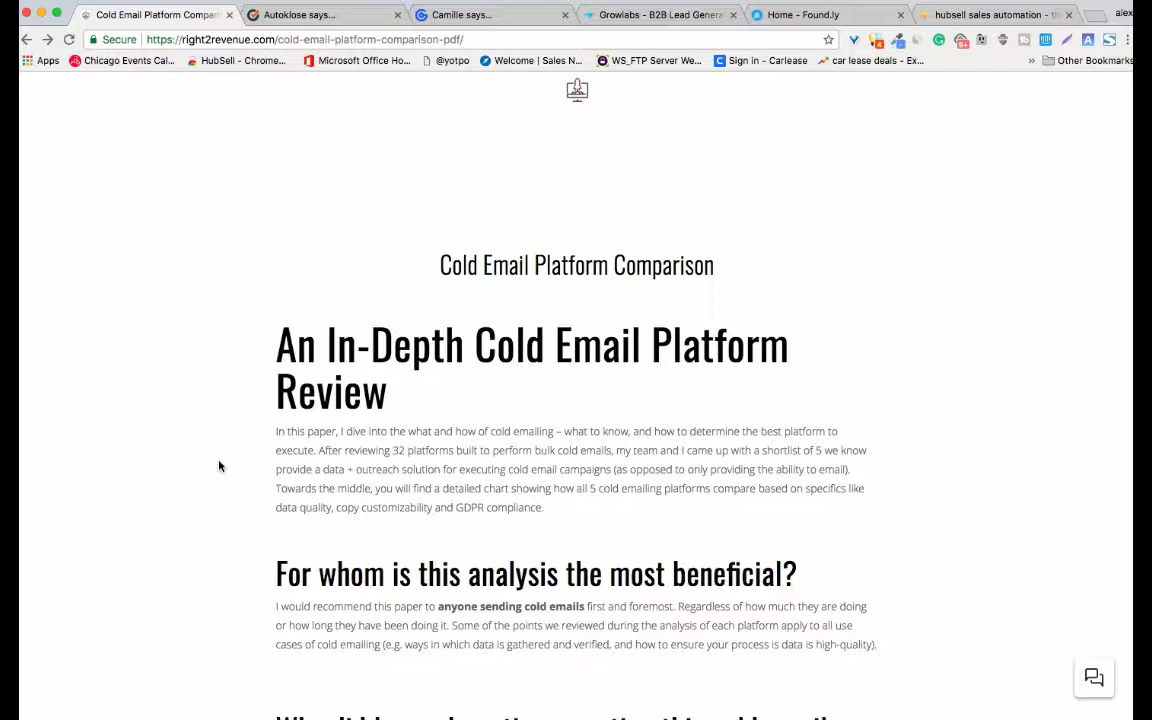 Cold Email Platform Compari
Autoklose says...
Camille says...
Growlabs - B2B Lead Genera
Home - Found.ly
hubsell sales automation - th
alex
Secure
https://right2revenue.com/cold-email-platform-comparison-pdf/
Apps
Chicago Events Cal...
HubSell - Chrome...
Microsoft Office Ho...
@yotpo
Welcome | Sales N...
WS_FTP Server We...
Sign in - Carlease
car lease deals - Ex...
»
Other Bookmarks
Cold Email Platform Comparison
An In-Depth Cold Email Platform
Review
In this paper, I dive into the what and how of cold emailing – what to know, and how to determine the best platform to
execute. After reviewing 32 platforms built to perform bulk cold emails, my team and I came up with a shortlist of 5 we know
provide a data + outreach solution for executing cold email campaigns (as opposed to only providing the ability to email).
Towards the middle, you will find a detailed chart showing how all 5 cold emailing platforms compare based on specifics like
data quality, copy customizability and GDPR compliance.
For whom is this analysis the most beneficial?
I would recommend this paper to anyone sending cold emails first and foremost. Regardless of how much they are doing
or how long they have been doing it. Some of the points we reviewed during the analysis of each platform apply to all use
cases of cold emailing (e.g. ways in which data is gathered and verified, and how to ensure your process is data is high-quality).